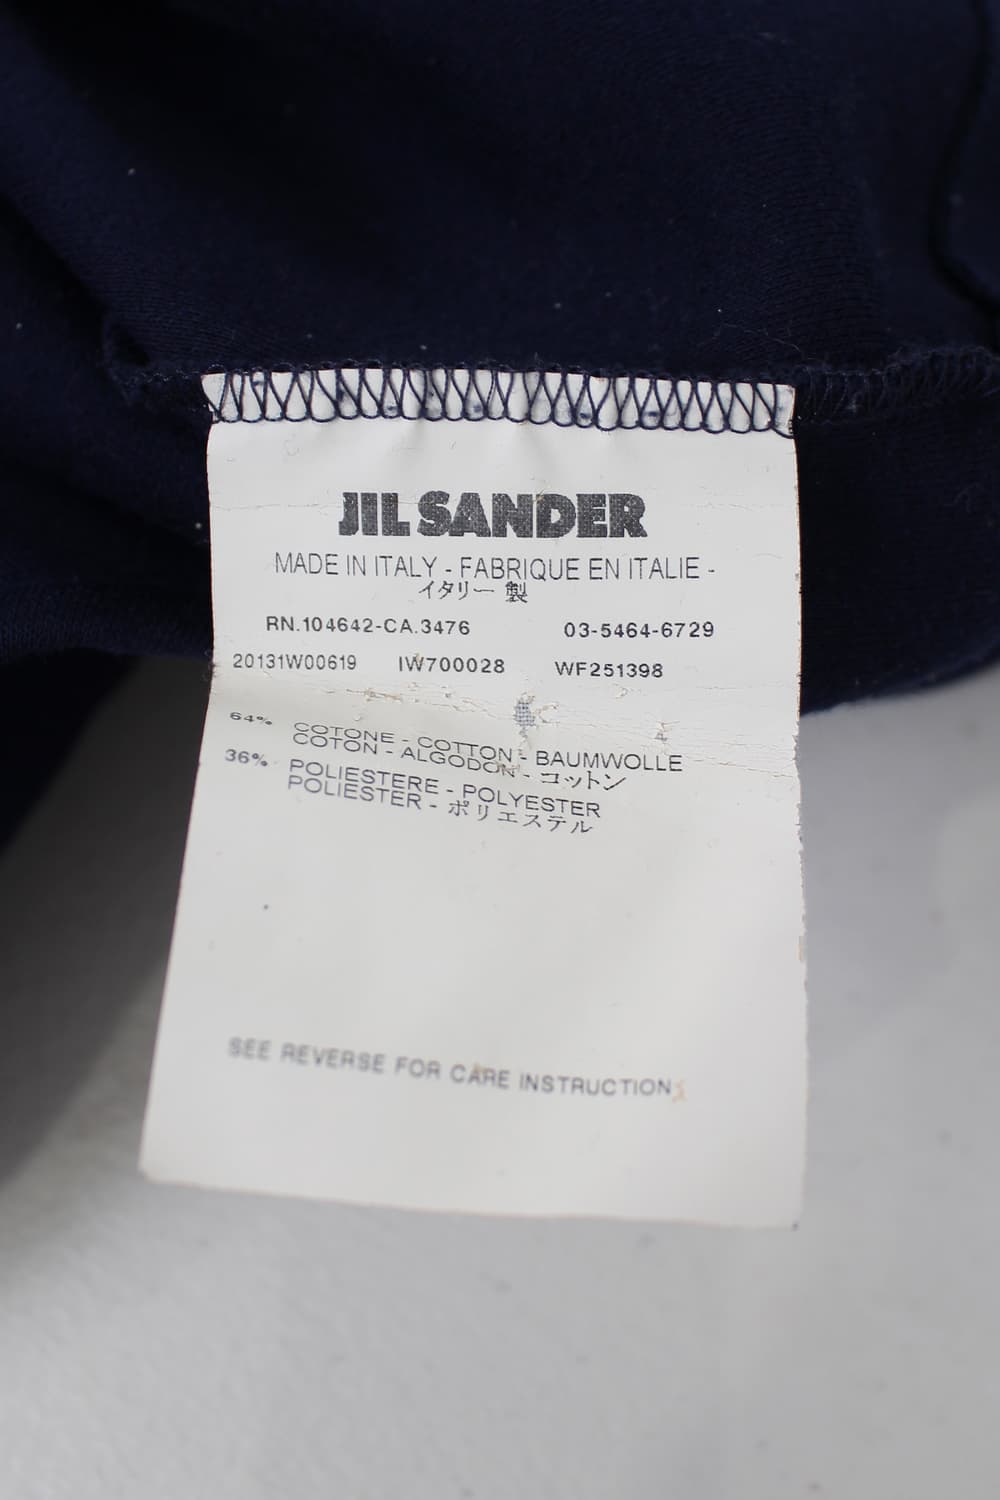 JIL SANDER
MADE IN ITALY - FABRIQUE EN ITALIE -
イタリー 製
RN.104642-CA.3476 03-5464-6729
20131W00619 IW700028 WF251398
64% COTONE - COTTON - BAUMWOLLE
COTON - ALGODON - コットン
36% POLIESTERE - POLYESTER
POLIESTER - ポリエステル
SEE REVERSE FOR CARE INSTRUCTION